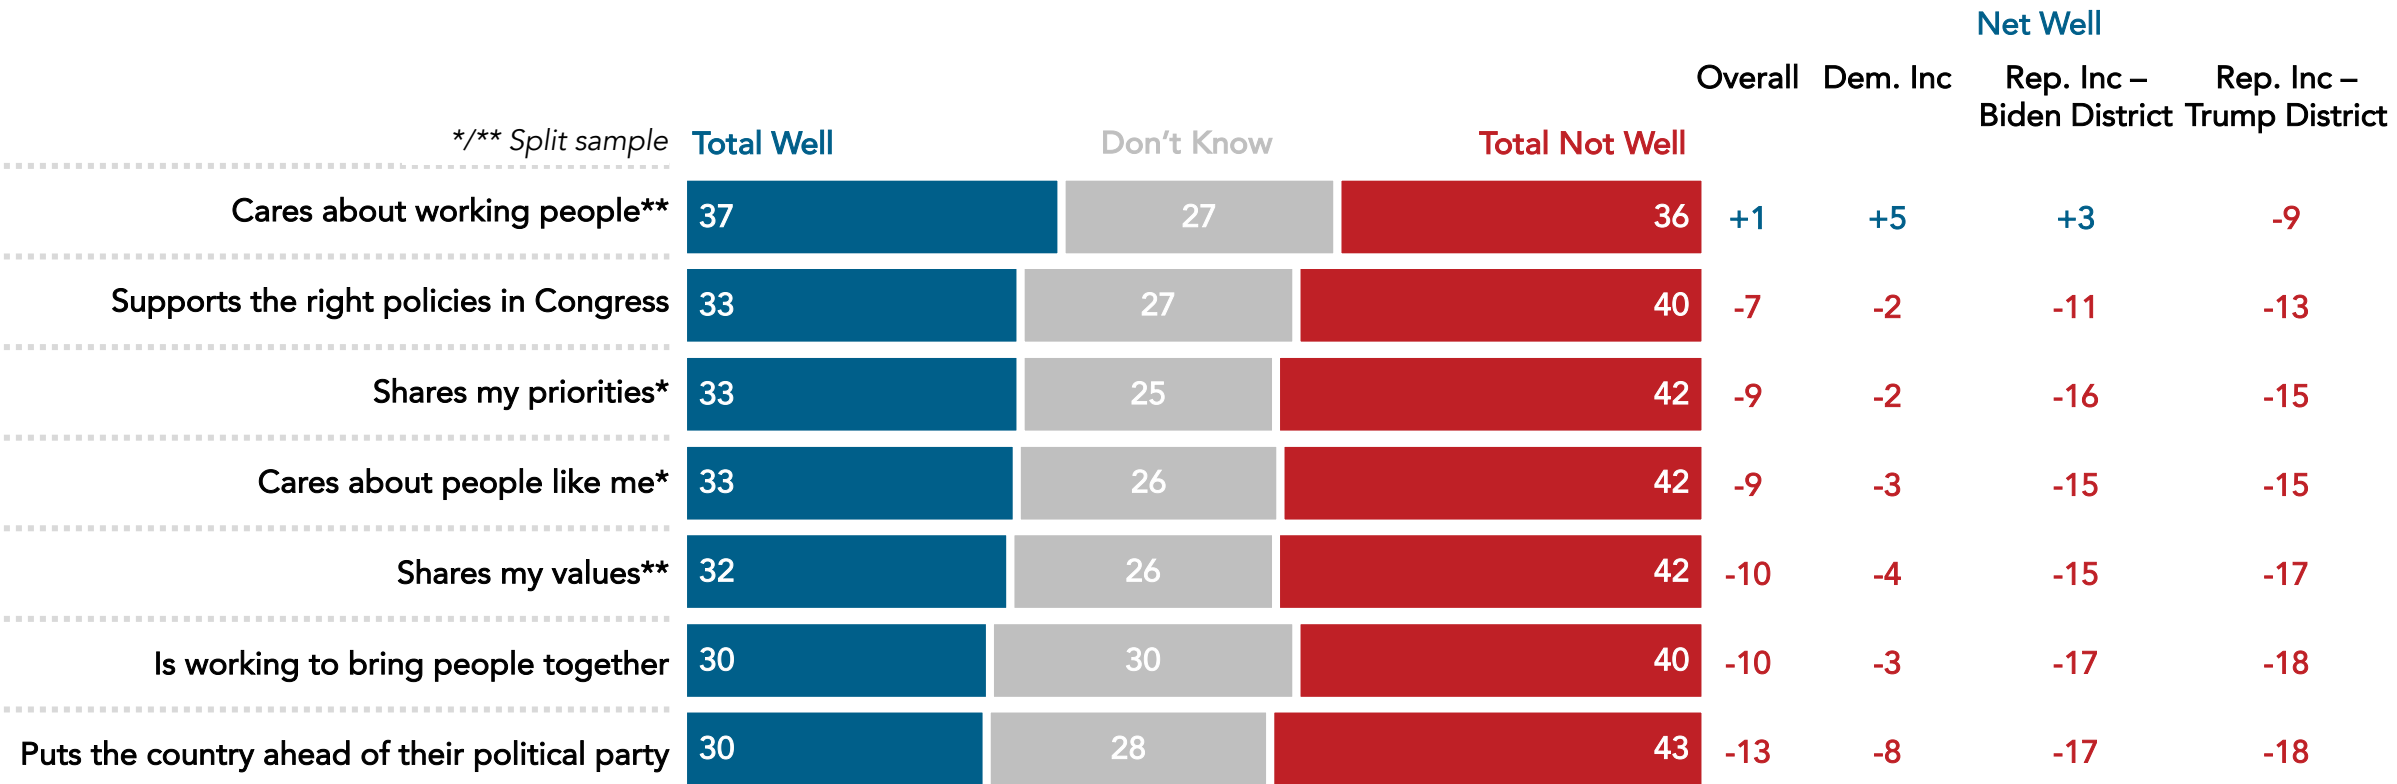 Net Well
Overall Dem. Inc Rep. Inc – Rep. Inc –
Biden District Trump District
*/** Split sample Total Well Don't Know Total Not Well
Cares about working people** 37 27 36 +1 +5 +3 -9
Supports the right policies in Congress 33 27 40 -7 -2 -11 -13
Shares my priorities* 33 25 42 -9 -2 -16 -15
Cares about people like me* 33 26 42 -9 -3 -15 -15
Shares my values** 32 26 42 -10 -4 -15 -17
Is working to bring people together 30 30 40 -10 -3 -17 -18
Puts the country ahead of their political party 30 28 43 -13 -8 -17 -18